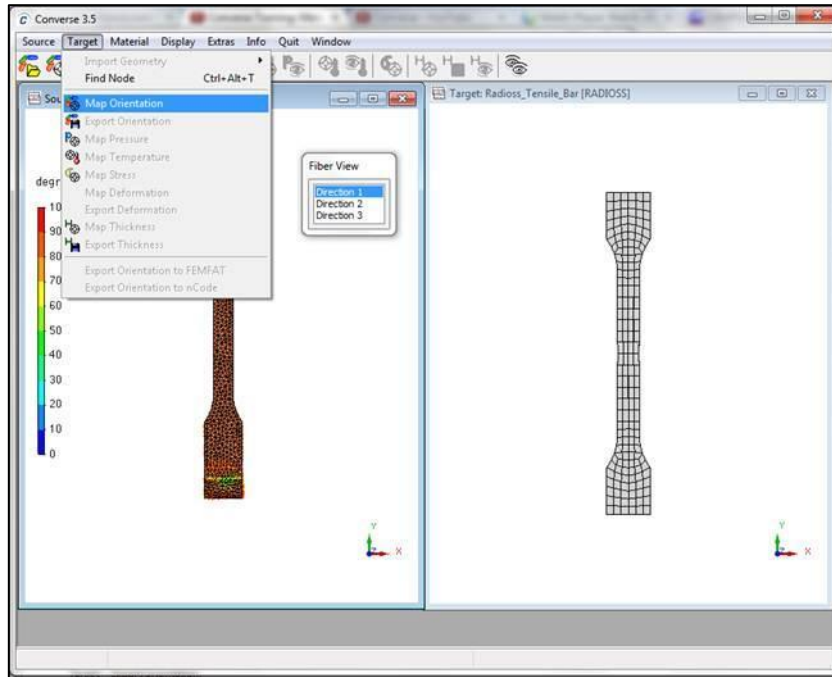 Converse 3.5
Source Target Material Display Extras Info Quit Window
Import Geometry
Find Node Ctrl+Alt+T
Map Orientation
Export Orientation
Map Pressure
Map Temperature
Map Stress
Map Deformation
Export Deformation
Map Thickness
Export Thickness
Export Orientation to FEMFAT
Export Orientation to nCode
Sou
Target: Radioss_Tensile_Bar [RADIOSS]
Fiber View
Direction 1
Direction 2
Direction 3
degr
10
90
80
70
60
50
40
30
20
10
0
Y
Z
X
Y
Z
X